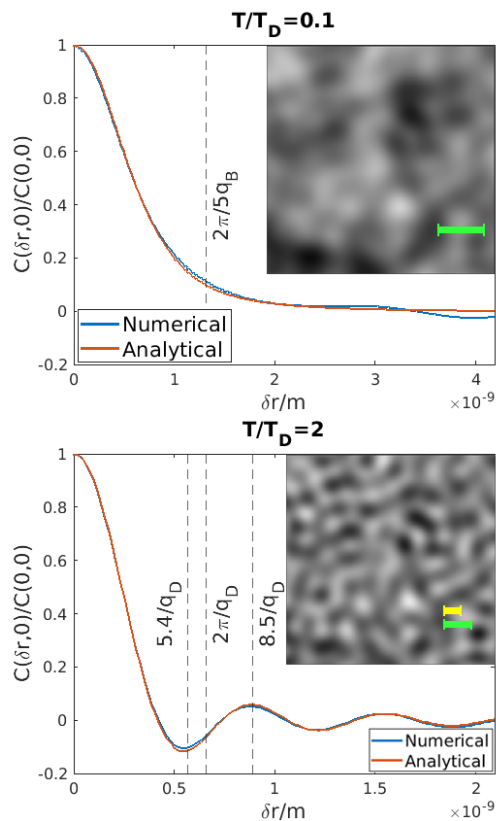 T/T_D=0.1
C(δr,0)/C(0,0)
1
0.8
0.6
0.4
0.2
0
-0.2
2π/5q_B
Numerical
Analytical
0 1 2 3 4
δr/m
×10^-9
T/T_D=2
C(δr,0)/C(0,0)
1
0.8
0.6
0.4
0.2
0
-0.2
5.4/q_D
2π/q_D
8.5/q_D
Numerical
Analytical
0 0.5 1 1.5 2
δr/m
×10^-9